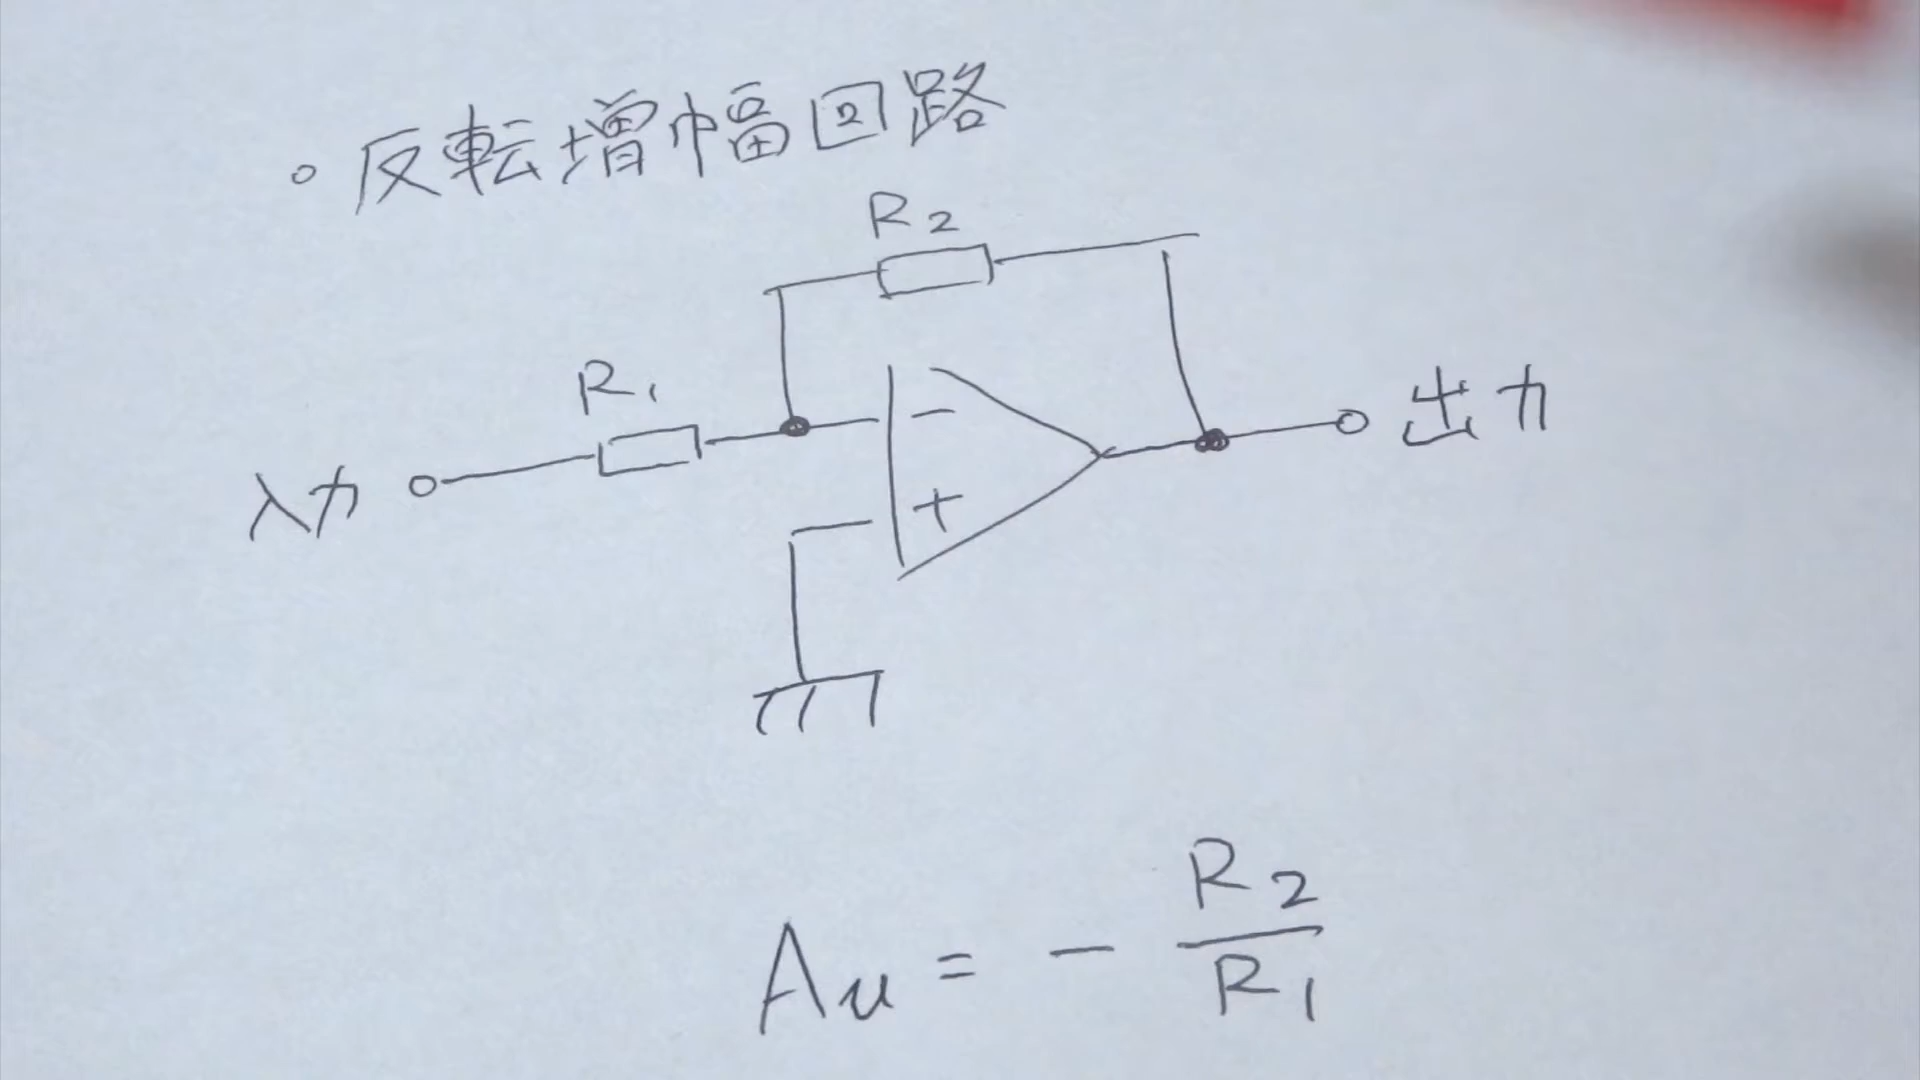 。反転増幅回路
R2
R1
入力
出力
−
+
Au = − R2/R1